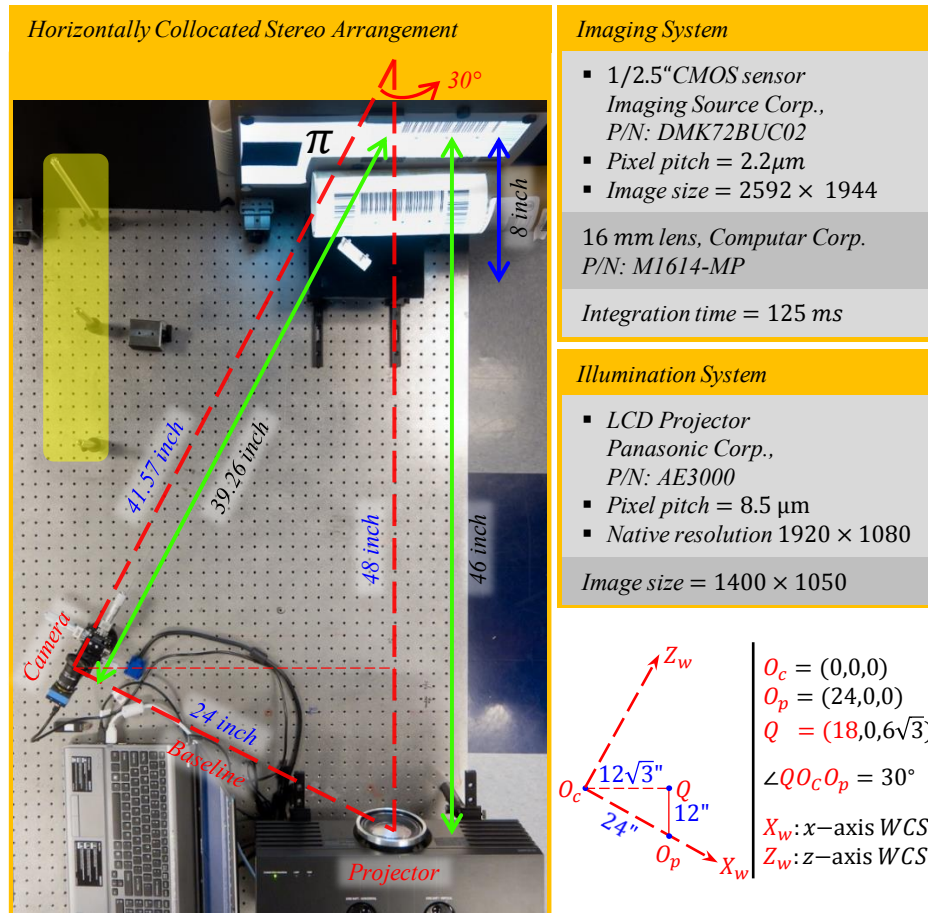 Horizontally Collocated Stereo Arrangement
30°
π
8 inch
41.57 inch
39.26 inch
48 inch
46 inch
Camera
24 inch
Baseline
Projector
Imaging System
▪ 1/2.5“CMOS sensor
Imaging Source Corp.,
P/N: DMK72BUC02
▪ Pixel pitch = 2.2μm
▪ Image size = 2592 × 1944
16 mm lens, Computar Corp.
P/N: M1614-MP
Integration time = 125 ms
Illumination System
▪ LCD Projector
Panasonic Corp.,
P/N: AE3000
▪ Pixel pitch = 8.5 μm
▪ Native resolution 1920 × 1080
Image size = 1400 × 1050
Z_w
12√3"
O_c
Q
12"
24"
O_p
X_w
O_c = (0,0,0)
O_p = (24,0,0)
Q = (18,0,6√3)
∠QO_cO_p = 30°
X_w: x−axis WCS
Z_w: z−axis WCS